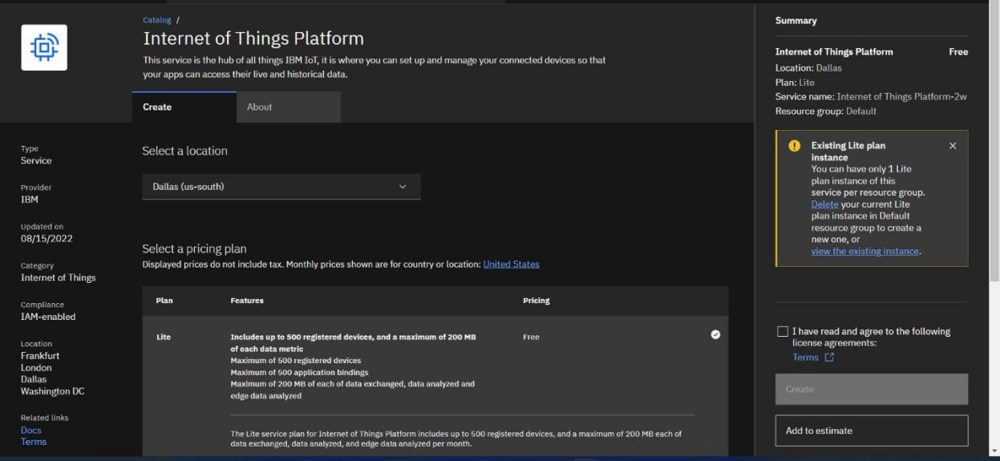 Catalog /
Internet of Things Platform
This service is the hub of all things IBM IoT, it is where you can set up and manage your connected devices so that
your apps can access their live and historical data.
Create
About
Type
Service
Provider
IBM
Updated on
08/15/2022
Category
Internet of Things
Compliance
IAM-enabled
Location
Frankfurt
London
Dallas
Washington DC
Related links
Docs
Terms
Select a location
Dallas (us-south)
Select a pricing plan
Displayed prices do not include tax. Monthly prices shown are for country or location: United States
Plan Features Pricing
Lite Includes up to 500 registered devices, and a maximum of 200 MB Free
of each data metric
Maximum of 500 registered devices
Maximum of 500 application bindings
Maximum of 200 MB of each of data exchanged, data analyzed and
edge data analyzed
The Lite service plan for Internet of Things Platform includes up to 500 registered devices, and a maximum of 200 MB each of
data exchanged, data analyzed, and edge data analyzed per month.
Summary
Internet of Things Platform Free
Location: Dallas
Plan: Lite
Service name: Internet of Things Platform-2w
Resource group: Default
Existing Lite plan
instance
You can have only 1 Lite
plan instance of this
service per resource group.
Delete your current Lite
plan instance in Default
resource group to create a
new one, or
view the existing instance.
I have read and agree to the following
license agreements:
Terms
Create
Add to estimate